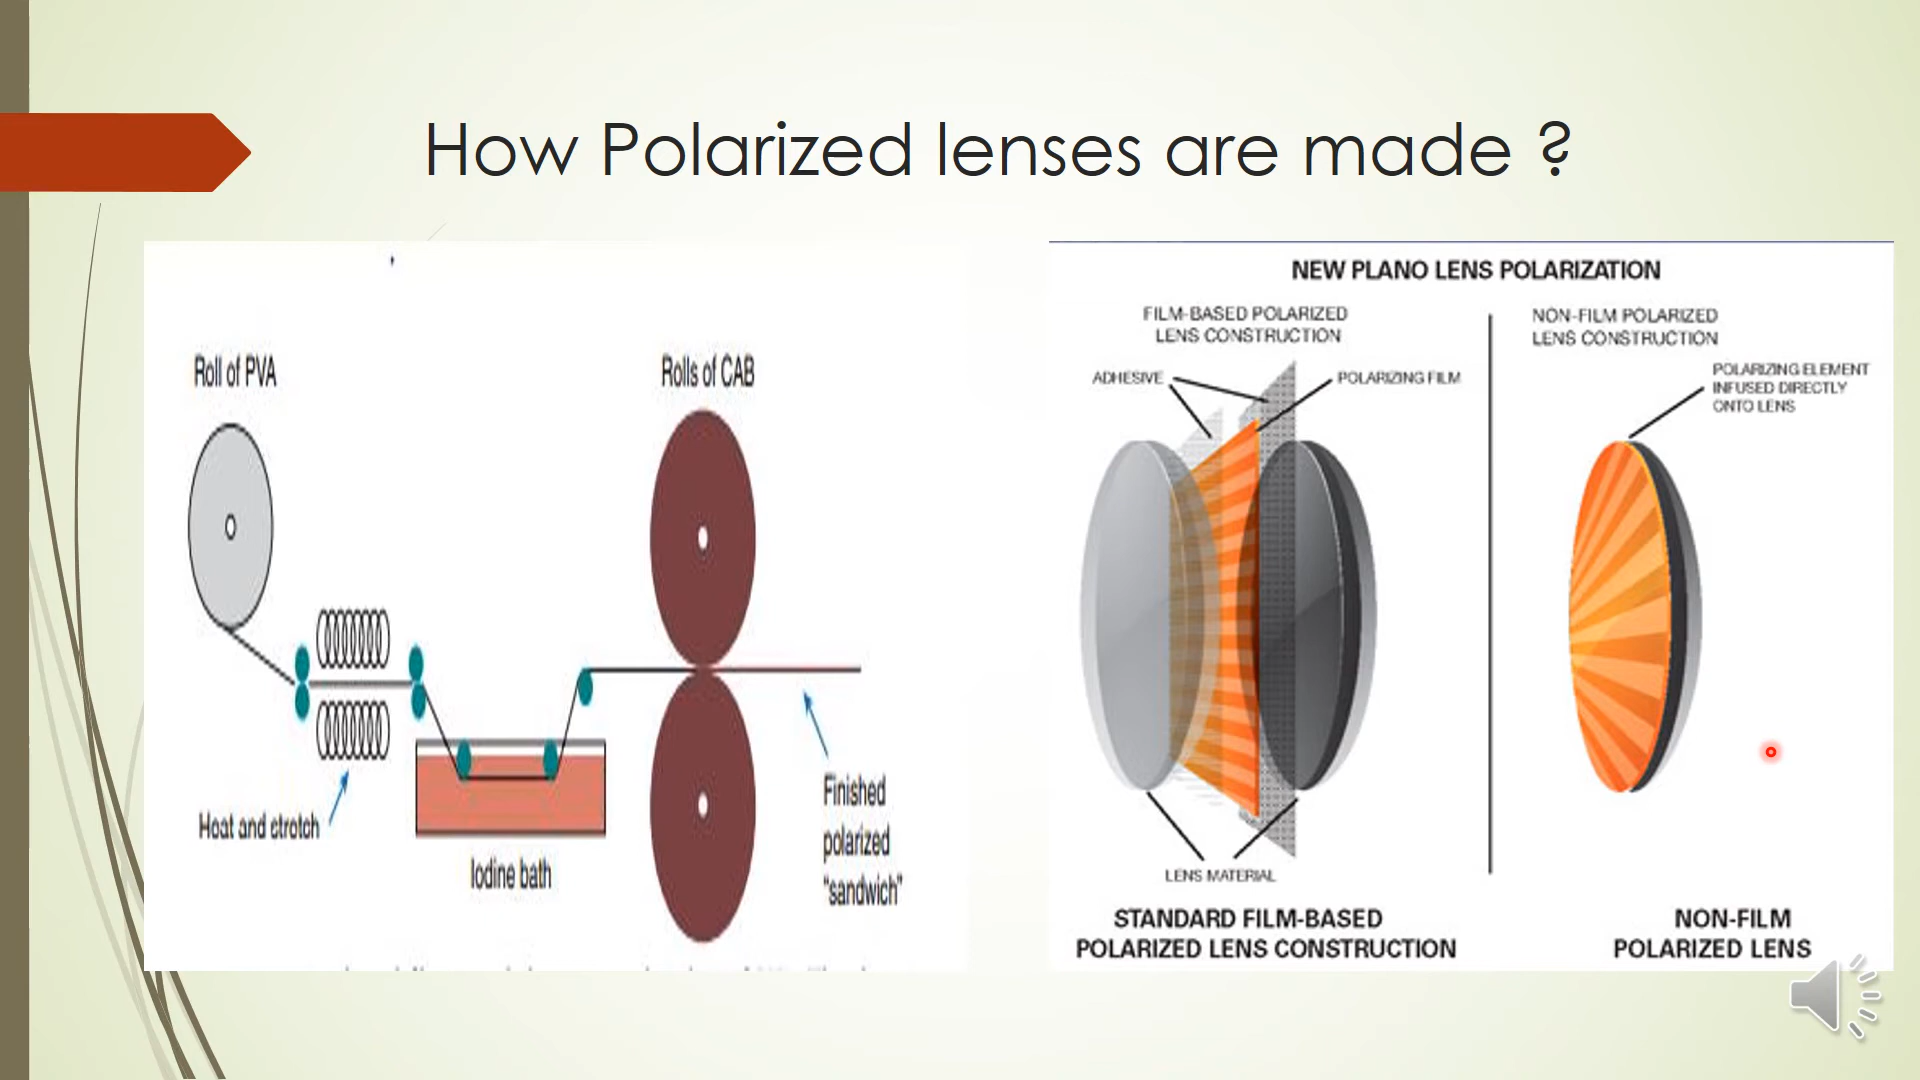 How Polarized lenses are made ?
Roll of PVA
Rolls of CAB
Heat and stretch
Iodine bath
Finished
polarized
"sandwich"
NEW PLANO LENS POLARIZATION
FILM-BASED POLARIZED
LENS CONSTRUCTION
ADHESIVE
POLARIZING FILM
LENS MATERIAL
STANDARD FILM-BASED
POLARIZED LENS CONSTRUCTION
NON-FILM POLARIZED
LENS CONSTRUCTION
POLARIZING ELEMENT
INFUSED DIRECTLY
ONTO LENS
NON-FILM
POLARIZED LENS